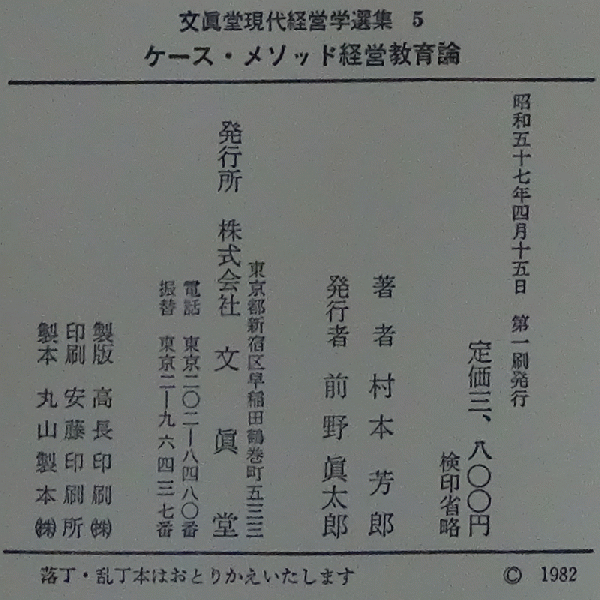 文眞堂現代経営学選集 5
ケース・メソッド経営教育論
昭和五十七年四月十五日 第一刷発行
定価三、八〇〇円
検印省略
著者 村本芳郎
発行者 前野眞太郎
東京都新宿区早稲田鶴巻町五三三
発行所 株式会社 文眞堂
電話 東京二〇二―八四八〇番
振替 東京二―九六四三七番
製版 高長印刷㈱
印刷 安藤印刷所
製本 丸山製本㈱
落丁・乱丁本はおとりかえいたします
© 1982